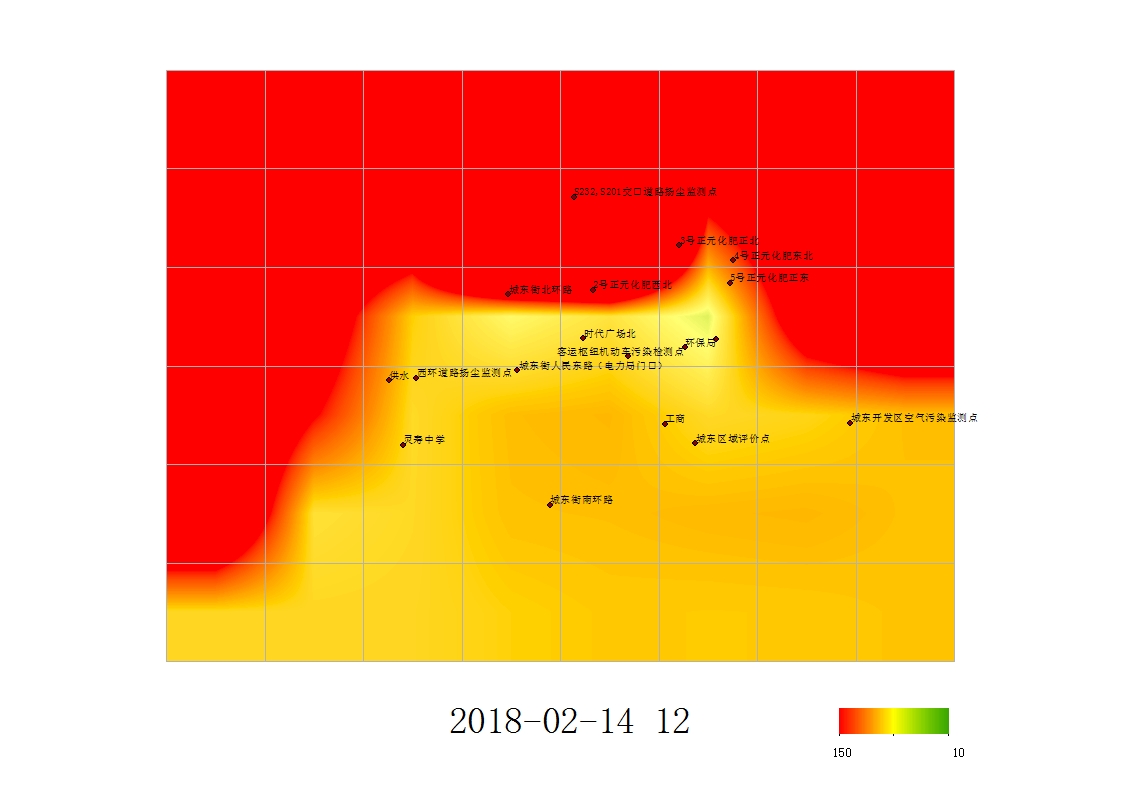 S232,S201交口道路扬尘监测点
3号正元化肥正北
4号正元化肥东北
5号正元化肥正东
2号正元化肥西北
城东街北环路
时代广场北
环保局
客运枢纽机动车污染检测点
城东街人民东路（电力局门口）
西环道路扬尘监测点
供水
城东开发区空气污染监测点
工商
城东区域评价点
灵寿中学
城东街南环路
2018-02-14 12
150
10